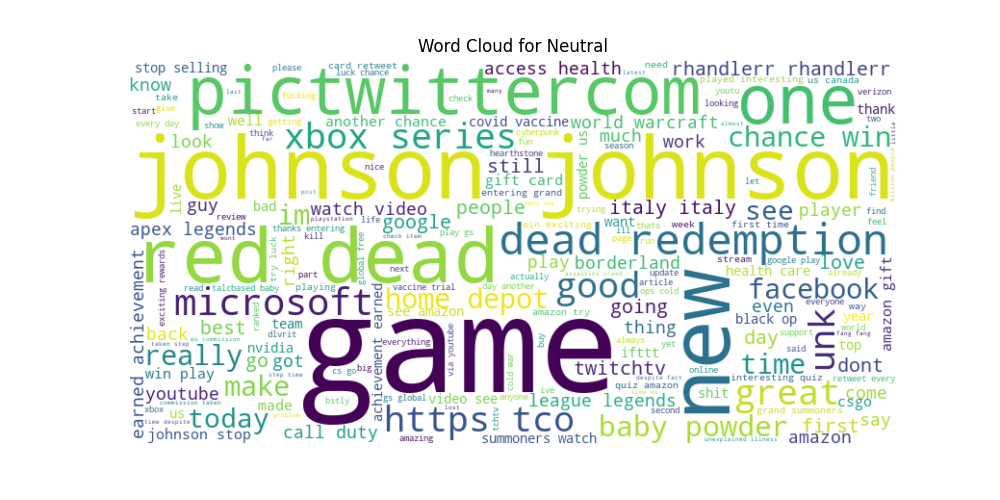 Word Cloud for Neutral
stop selling
please
card retweet
luck chance
access health
latest
need
rhandlerr rhandlerr
know
last
pictwittercom
many
played interesting
us canada
take
fucking
check
looking
youtu
one
verizon
start
give
well
getting
another chance
covid vaccine
world warcraft
thank
every day
show
think
far
xbox series
cyberpunk
fun
season
much
work
chance win
almost
two
little
look
nice
hearthstone
still
powder us
johnson johnson
gift card
let
friend
live
post
entering grand
guy
bad
im
watch video
people
xbox one
trying
italy italy
see
player
find
review
playstation
life
google
win exciting
want
thats
week
first time
feel
apex legends
thanks entering
kill
check item
play gs
ill
page
run
wont
red dead
right
try luck
part
global free
next
dead redemption
stream
google play
love
play
borderland
health care
already
actually
assassins creed
update
article
read
talcbased baby
playing
vaccine trial
day another
good
ops cold
facebook
exciting rewards
earned achievement
microsoft
achievement earned
home depot
see amazon
amazon try
going
new
everyone
way
amazon gift
ranked
game
even
year
unk
black op
world
best
team
dlvrit
thing
day
support
fang fang
back
eu commission
everything
via youtube
buy
always
yet
said
top
really
nvidia
go
got
cs go
big
cold war
ifttt
time
dont
taken step
win play
step time
twitchtv
online
interesting quiz
retweet every
despite fact
quiz amazon
youtube
make
bitly
gs global
video see
anyone
ive
league legends
shit
great
come
csgo
xbox
commission taken
us
made
lost
second
grand summoners
time despite
today
problem
https tco
tchtv
baby powder
first
say
johnson stop
call duty
amazing
summoners watch
unexplained illness
amazon